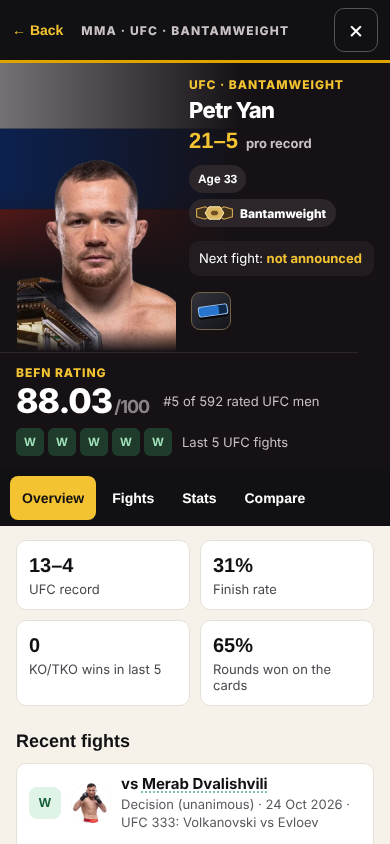 ← Back MMA · UFC · BANTAMWEIGHT ×
UFC · BANTAMWEIGHT
Petr Yan
21–5 pro record
Age 33
Bantamweight
Next fight: not announced
BEFN RATING
88.03/100 #5 of 592 rated UFC men
W W W W W Last 5 UFC fights
Overview Fights Stats Compare
13–4
UFC record
31%
Finish rate
0
KO/TKO wins in last 5
65%
Rounds won on the
cards
Recent fights
W
vs Merab Dvalishvili
Decision (unanimous) · 24 Oct 2026 ·
UFC 333: Volkanovski vs Evloev